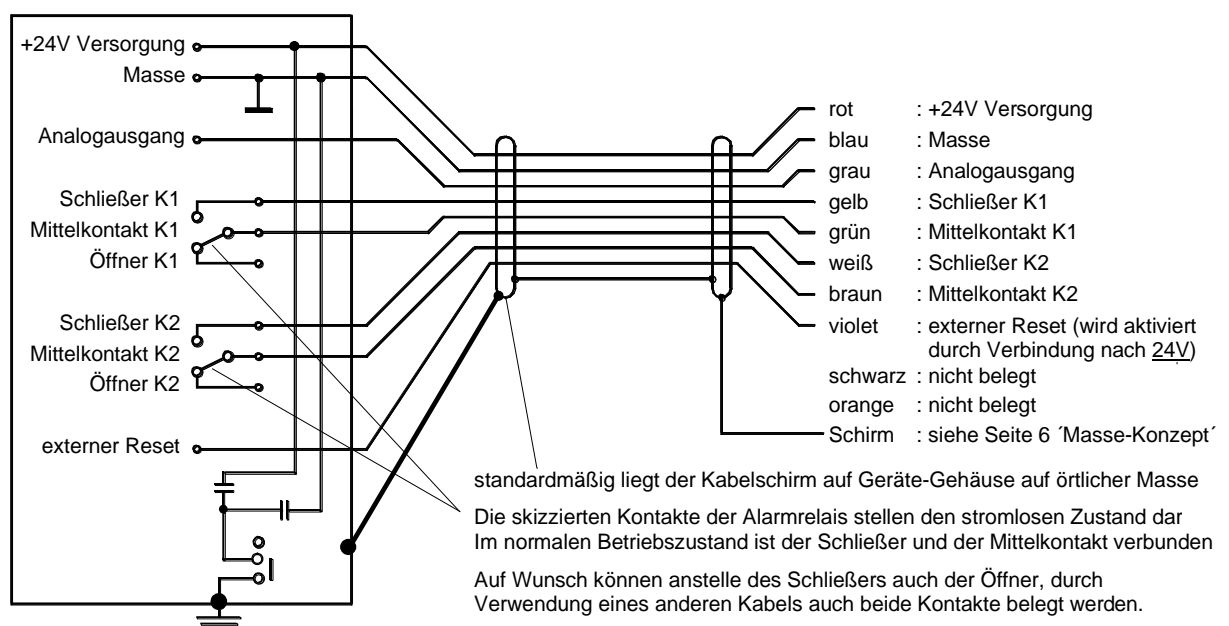 +24V Versorgung
Masse
Analogausgang
Schließer K1
Mittelkontakt K1
Öffner K1
Schließer K2
Mittelkontakt K2
Öffner K2
externer Reset
rot : +24V Versorgung
blau : Masse
grau : Analogausgang
gelb : Schließer K1
grün : Mittelkontakt K1
weiß : Schließer K2
braun : Mittelkontakt K2
violet : externer Reset (wird aktiviert
durch Verbindung nach 24V)
schwarz : nicht belegt
orange : nicht belegt
Schirm : siehe Seite 6 ´Masse-Konzept´
standardmäßig liegt der Kabelschirm auf Geräte-Gehäuse auf örtlicher Masse
Die skizzierten Kontakte der Alarmrelais stellen den stromlosen Zustand dar
Im normalen Betriebszustand ist der Schließer und der Mittelkontakt verbunden
Auf Wunsch können anstelle des Schließers auch der Öffner, durch
Verwendung eines anderen Kabels auch beide Kontakte belegt werden.